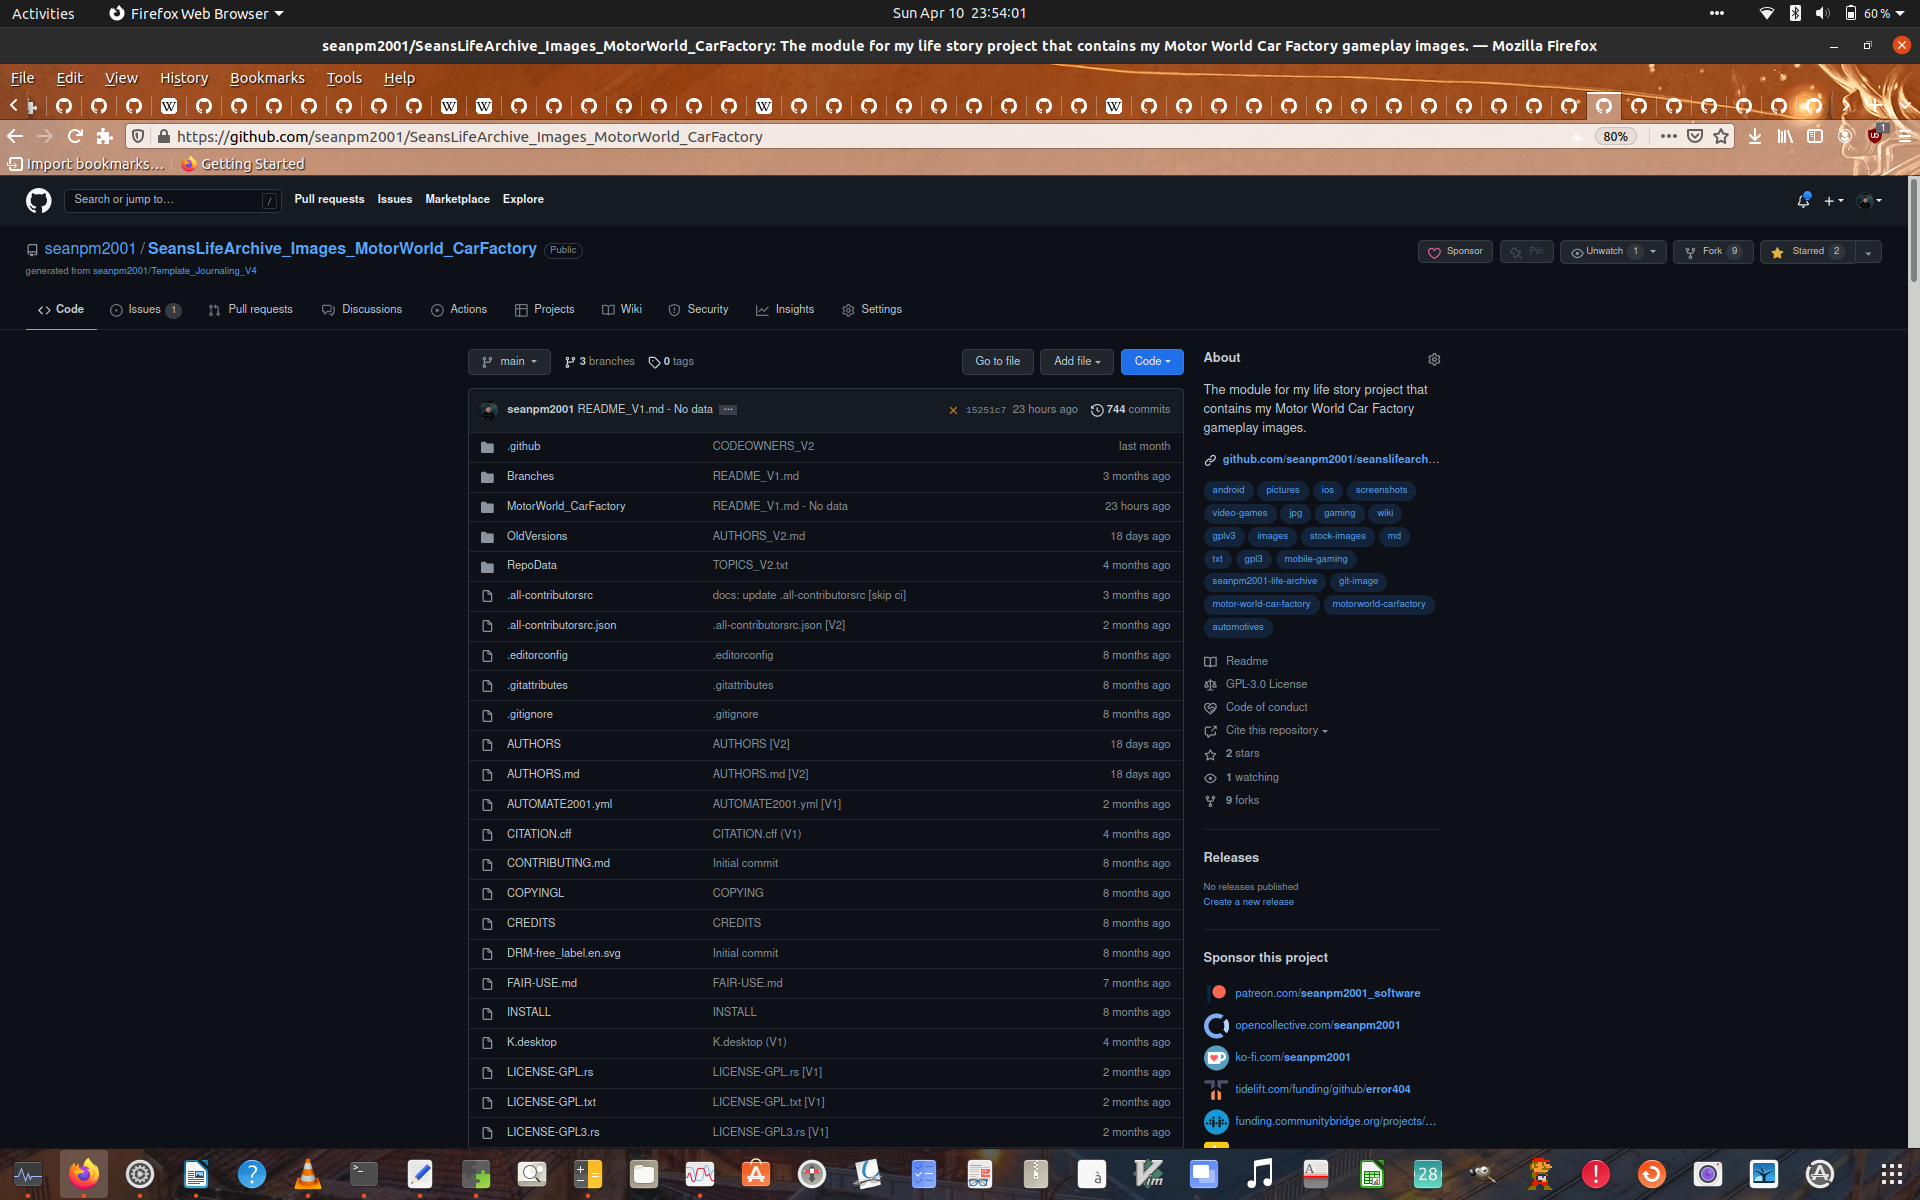 Activities
Firefox Web Browser
Sun Apr 10 23:54:01
60 %
seanpm2001/SeansLifeArchive_Images_MotorWorld_CarFactory: The module for my life story project that contains my Motor World Car Factory gameplay images. — Mozilla Firefox
File Edit View History Bookmarks Tools Help
https://github.com/seanpm2001/SeansLifeArchive_Images_MotorWorld_CarFactory
80%
1
Import bookmarks...
Getting Started
Search or jump to...
/
Pull requests Issues Marketplace Explore
seanpm2001 / SeansLifeArchive_Images_MotorWorld_CarFactory Public
generated from seanpm2001/Template_Journaling_V4
Sponsor
Pin
Unwatch 1
Fork 9
Starred 2
Code
Issues 1
Pull requests
Discussions
Actions
Projects
Wiki
Security
Insights
Settings
main
3 branches
0 tags
Go to file
Add file
Code
seanpm2001 README_V1.md - No data ...
15251c7 23 hours ago
744 commits
.github CODEOWNERS_V2 last month
Branches README_V1.md 3 months ago
MotorWorld_CarFactory README_V1.md - No data 23 hours ago
OldVersions AUTHORS_V2.md 18 days ago
RepoData TOPICS_V2.txt 4 months ago
.all-contributorsrc docs: update .all-contributorsrc [skip ci] 3 months ago
.all-contributorsrc.json .all-contributorsrc.json [V2] 2 months ago
.editorconfig .editorconfig 8 months ago
.gitattributes .gitattributes 8 months ago
.gitignore .gitignore 8 months ago
AUTHORS AUTHORS [V2] 18 days ago
AUTHORS.md AUTHORS.md [V2] 18 days ago
AUTOMATE2001.yml AUTOMATE2001.yml [V1] 2 months ago
CITATION.cff CITATION.cff (V1) 4 months ago
CONTRIBUTING.md Initial commit 8 months ago
COPYINGL COPYING 8 months ago
CREDITS CREDITS 8 months ago
DRM-free_label.en.svg Initial commit 8 months ago
FAIR-USE.md FAIR-USE.md 7 months ago
INSTALL INSTALL 8 months ago
K.desktop K.desktop (V1) 4 months ago
LICENSE-GPL.rs LICENSE-GPL.rs [V1] 2 months ago
LICENSE-GPL.txt LICENSE-GPL.txt [V1] 2 months ago
LICENSE-GPL3.rs LICENSE-GPL3.rs [V1] 2 months ago
About
The module for my life story project that
contains my Motor World Car Factory
gameplay images.
github.com/seanpm2001/seanslifearch...
android pictures ios screenshots
video-games jpg gaming wiki
gplv3 images stock-images md
txt gpl3 mobile-gaming
seanpm2001-life-archive git-image
motor-world-car-factory motorworld-carfactory
automotives
Readme
GPL-3.0 License
Code of conduct
Cite this repository
2 stars
1 watching
9 forks
Releases
No releases published
Create a new release
Sponsor this project
patreon.com/seanpm2001_software
opencollective.com/seanpm2001
ko-fi.com/seanpm2001
tidelift.com/funding/github/error404
funding.communitybridge.org/projects/...
28